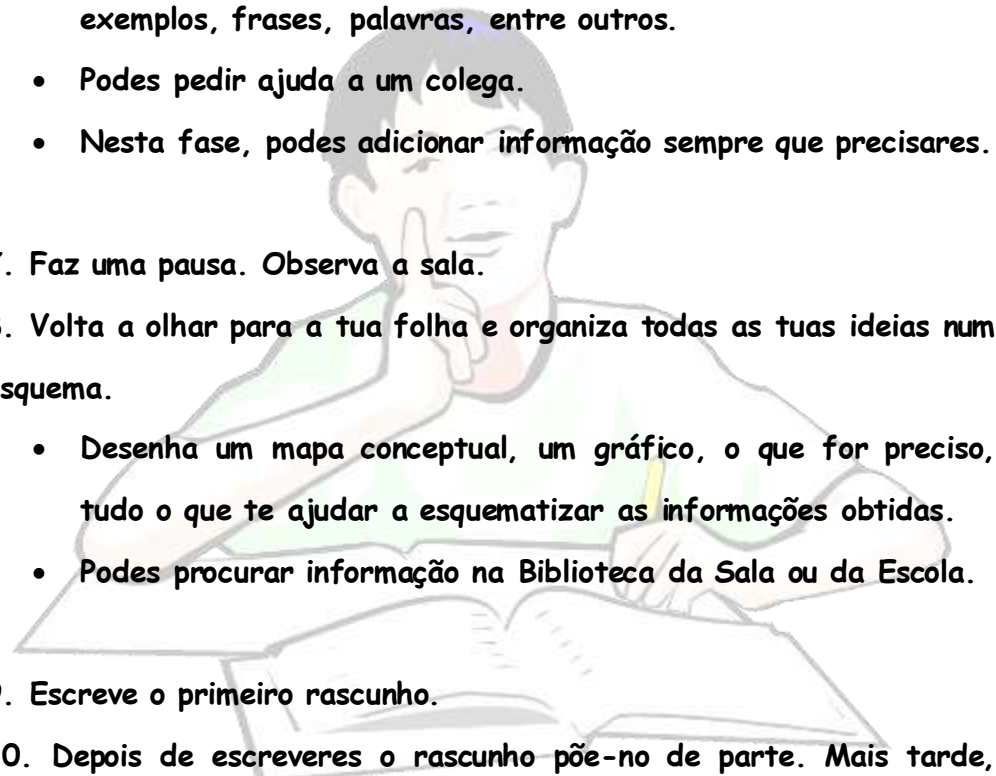 exemplos, frases, palavras, entre outros.
• Podes pedir ajuda a um colega.
• Nesta fase, podes adicionar informação sempre que precisares.
. Faz uma pausa. Observa a sala.
. Volta a olhar para a tua folha e organiza todas as tuas ideias num
squema.
• Desenha um mapa conceptual, um gráfico, o que for preciso,
tudo o que te ajudar a esquematizar as informações obtidas.
• Podes procurar informação na Biblioteca da Sala ou da Escola.
. Escreve o primeiro rascunho.
0. Depois de escreveres o rascunho põe-no de parte. Mais tarde,